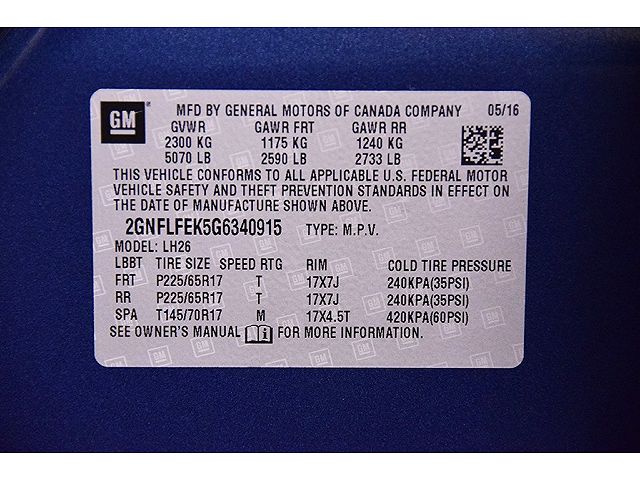 GM MFD BY GENERAL MOTORS OF CANADA COMPANY 05/16
GVWR GAWR FRT GAWR RR
2300 KG 1175 KG 1240 KG
5070 LB 2590 LB 2733 LB
THIS VEHICLE CONFORMS TO ALL APPLICABLE U.S. FEDERAL MOTOR
VEHICLE SAFETY AND THEFT PREVENTION STANDARDS IN EFFECT ON
THE DATE OF MANUFACTURE SHOWN ABOVE.
2GNFLFEK5G6340915 TYPE: M.P.V.
MODEL: LH26
LBBT TIRE SIZE SPEED RTG RIM COLD TIRE PRESSURE
FRT P225/65R17 T 17X7J 240KPA(35PSI)
RR P225/65R17 T 17X7J 240KPA(35PSI)
SPA T145/70R17 M 17X4.5T 420KPA(60PSI)
SEE OWNER'S MANUAL FOR MORE INFORMATION.